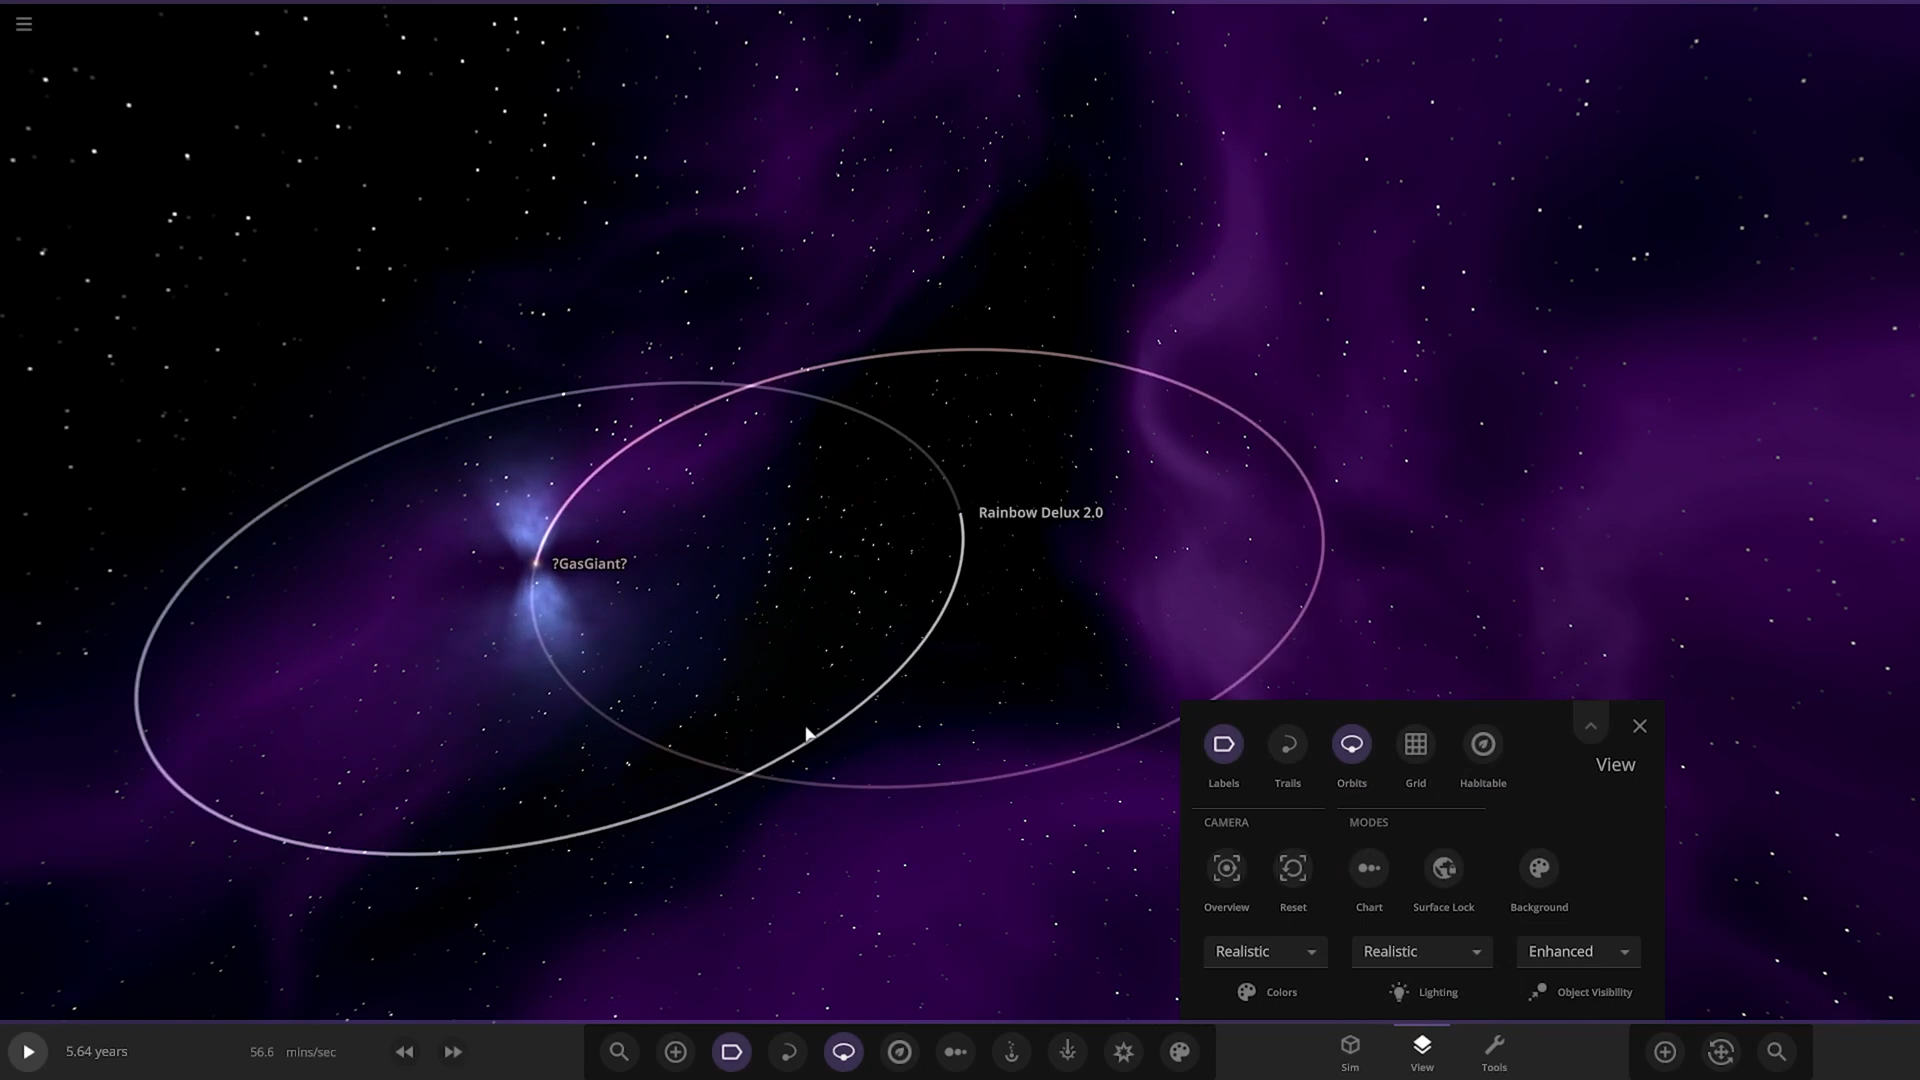 Rainbow Delux 2.0
?GasGiant?
View
Labels Trails Orbits Grid Habitable
CAMERA MODES
Overview Reset Chart Surface Lock Background
Realistic Realistic Enhanced
Colors Lighting Object Visibility
5.64 years 56.6 mins/sec
Sim View Tools